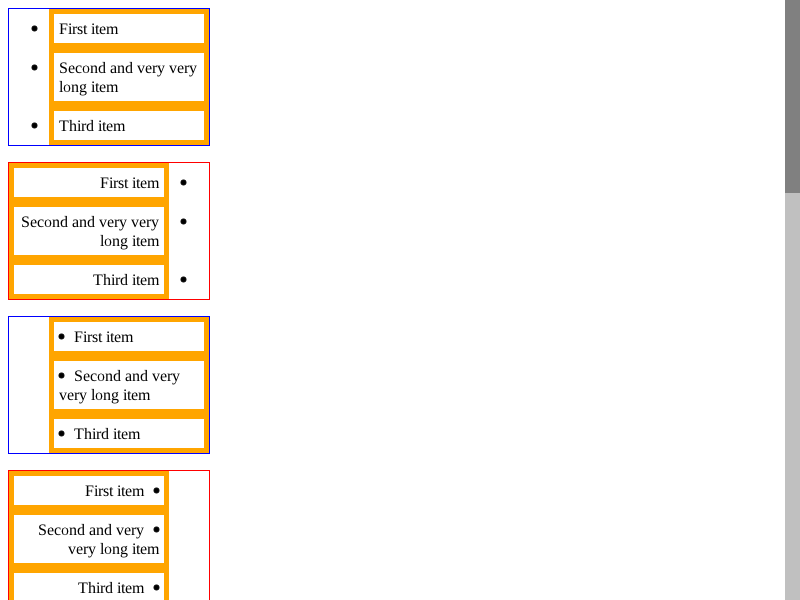 • First item
• Second and very very
long item
• Third item
First item •
Second and very very •
long item
Third item •
• First item
• Second and very
very long item
• Third item
First item •
Second and very •
very long item
Third item •